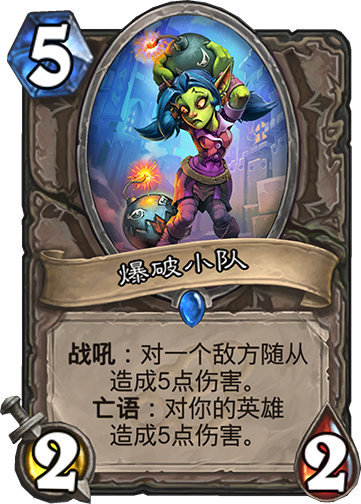 5
爆破小队
战吼：对一个敌方随从
造成5点伤害。
亡语：对你的英雄
造成5点伤害。
2
2